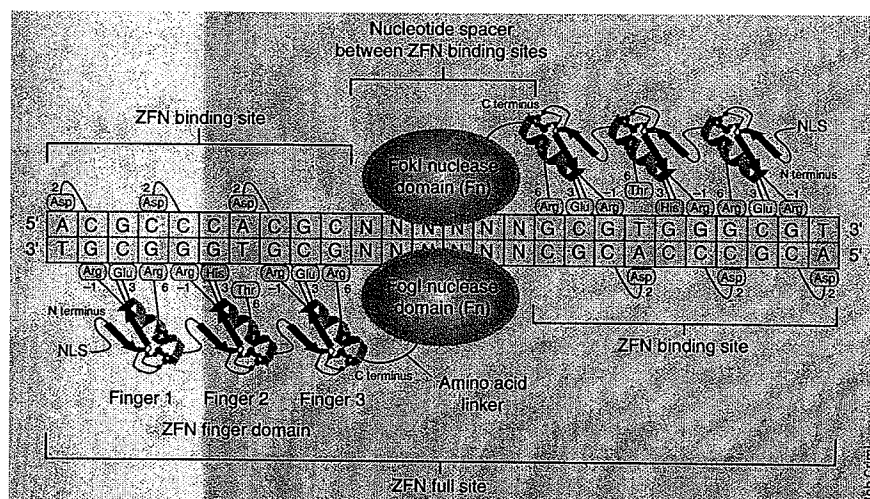 Nucleotide spacer
between ZFN binding sites
C terminus
NLS
ZFN binding site
FokI nuclease
domain (Fn)
N terminus
6 3 -1 6 3 -1 6 3 -1
2 2 2
Asp Asp Asp
Arg Glu Arg Thr His Arg Arg Glu Arg
5' A C G C C C A C G C N N N N N N G C G T G G G C G T 3'
3' T G C G G G T G C G N N N N N N C G C A C C C G C A 5'
Arg Glu Arg Arg His Thr Arg Glu Arg
-1 3 6 -1 3 6 -1 3 6
Asp Asp Asp
2 2 2
FogI nuclease
domain (Fn)
N terminus
NLS
C terminus
ZFN binding site
Finger 1 Finger 2 Finger 3
Amino acid
linker
ZFN finger domain
ZFN full site